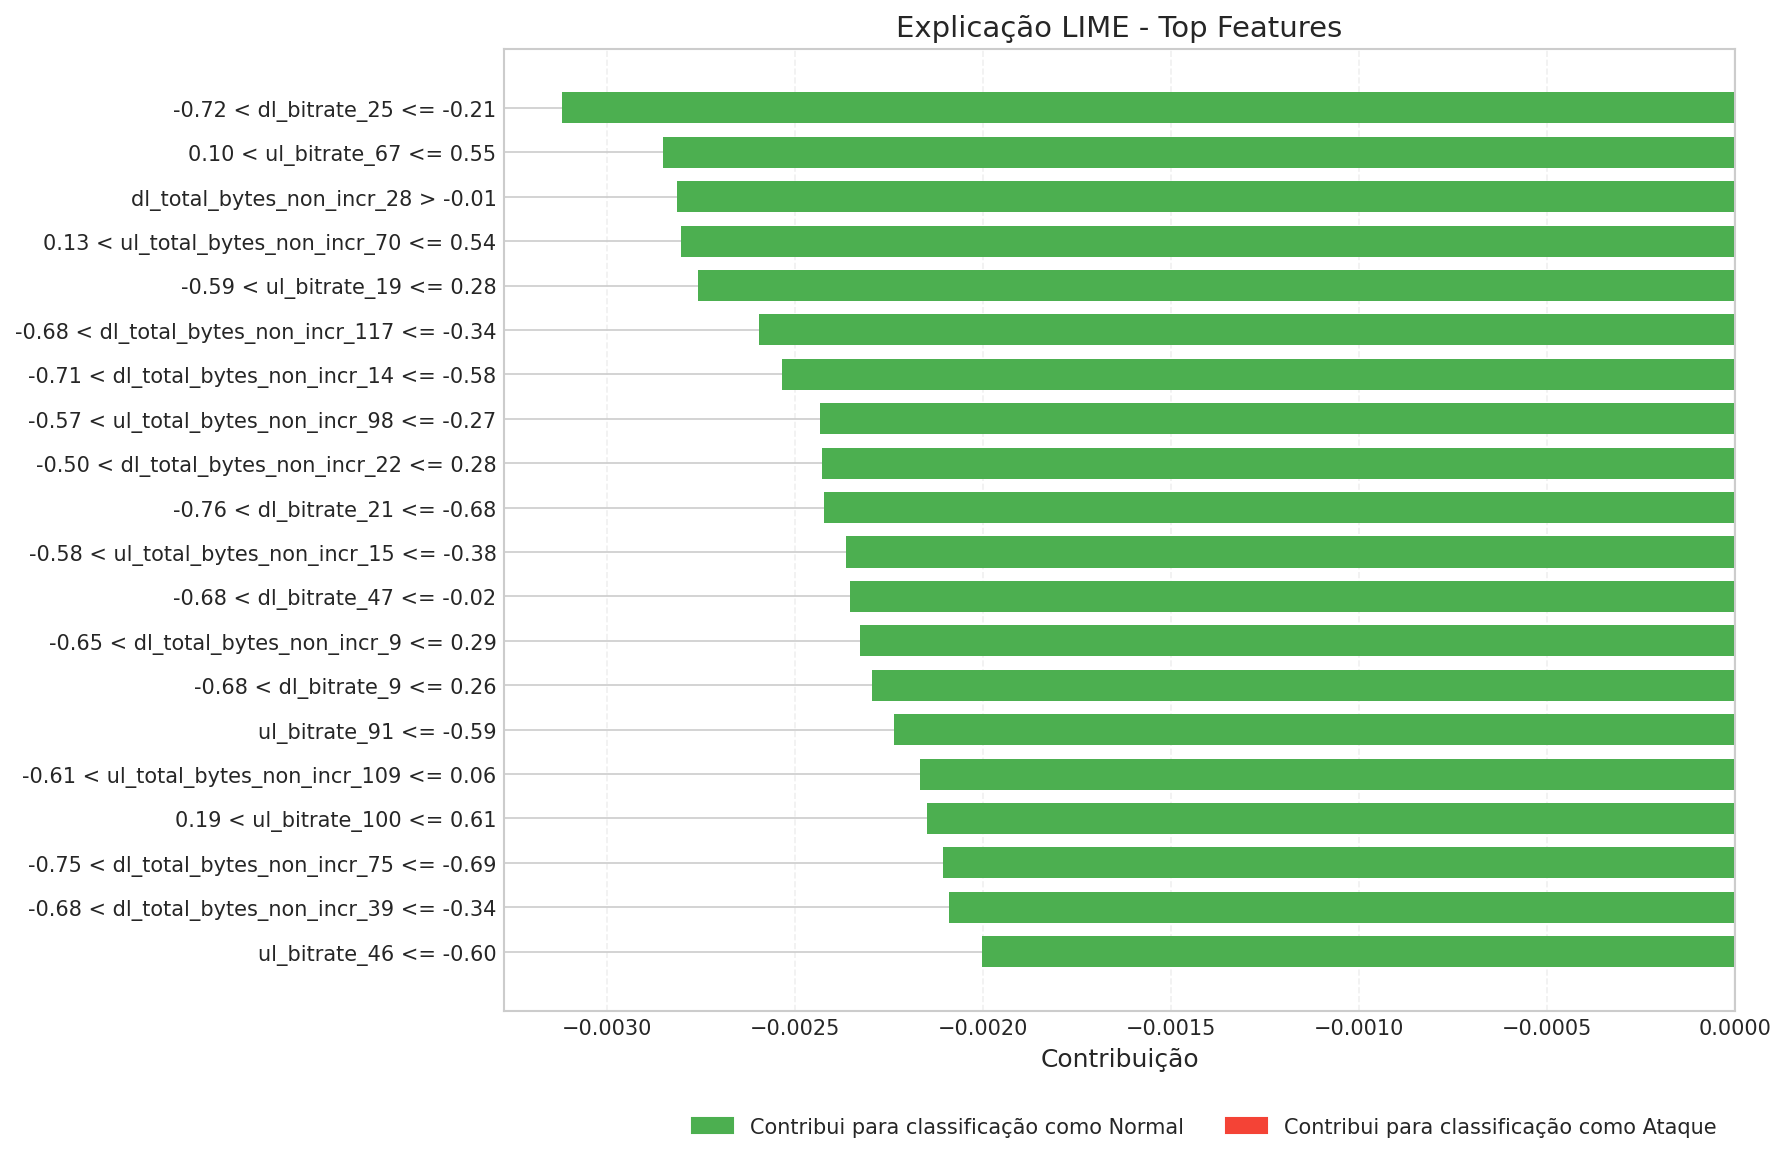 Explicação LIME - Top Features
-0.72 < dl_bitrate_25 <= -0.21
0.10 < ul_bitrate_67 <= 0.55
dl_total_bytes_non_incr_28 > -0.01
0.13 < ul_total_bytes_non_incr_70 <= 0.54
-0.59 < ul_bitrate_19 <= 0.28
-0.68 < dl_total_bytes_non_incr_117 <= -0.34
-0.71 < dl_total_bytes_non_incr_14 <= -0.58
-0.57 < ul_total_bytes_non_incr_98 <= -0.27
-0.50 < dl_total_bytes_non_incr_22 <= 0.28
-0.76 < dl_bitrate_21 <= -0.68
-0.58 < ul_total_bytes_non_incr_15 <= -0.38
-0.68 < dl_bitrate_47 <= -0.02
-0.65 < dl_total_bytes_non_incr_9 <= 0.29
-0.68 < dl_bitrate_9 <= 0.26
ul_bitrate_91 <= -0.59
-0.61 < ul_total_bytes_non_incr_109 <= 0.06
0.19 < ul_bitrate_100 <= 0.61
-0.75 < dl_total_bytes_non_incr_75 <= -0.69
-0.68 < dl_total_bytes_non_incr_39 <= -0.34
ul_bitrate_46 <= -0.60
−0.0030 −0.0025 −0.0020 −0.0015 −0.0010 −0.0005 0.0000
Contribuição
Contribui para classificação como Normal Contribui para classificação como Ataque